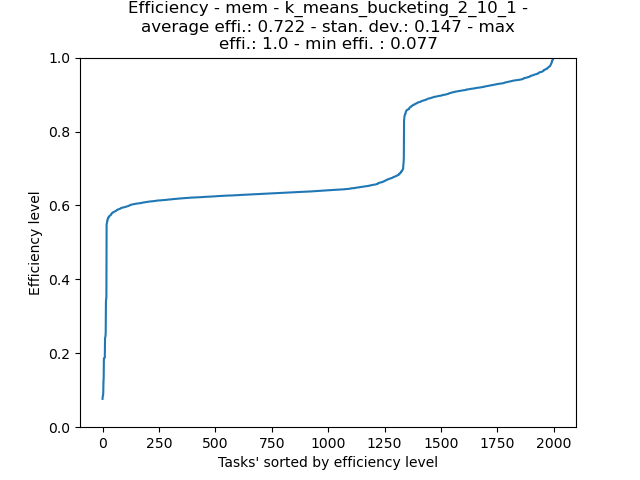 Efficiency - mem - k_means_bucketing_2_10_1 -
average effi.: 0.722 - stan. dev.: 0.147 - max
effi.: 1.0 - min effi. : 0.077
1.0
0.8
0.6
0.4
0.2
0.0
Efficiency level
0 250 500 750 1000 1250 1500 1750 2000
Tasks' sorted by efficiency level